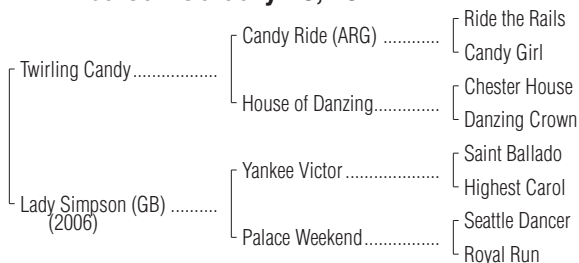 Ride the Rails
Candy Ride (ARG) ............
Candy Girl
Twirling Candy..................
Chester House
House of Danzing..............
Danzing Crown
Saint Ballado
Yankee Victor ....................
Highest Carol
Lady Simpson (GB) ..........
(2006)
Seattle Dancer
Palace Weekend................
Royal Run